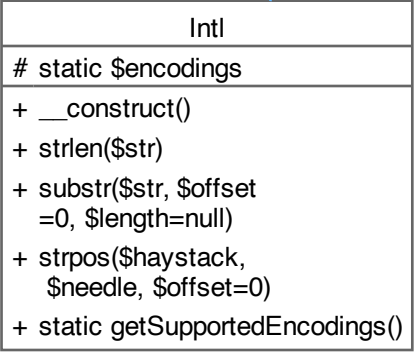 Intl
# static $encodings
+ __construct()
+ strlen($str)
+ substr($str, $offset
=0, $length=null)
+ strpos($haystack,
$needle, $offset=0)
+ static getSupportedEncodings()